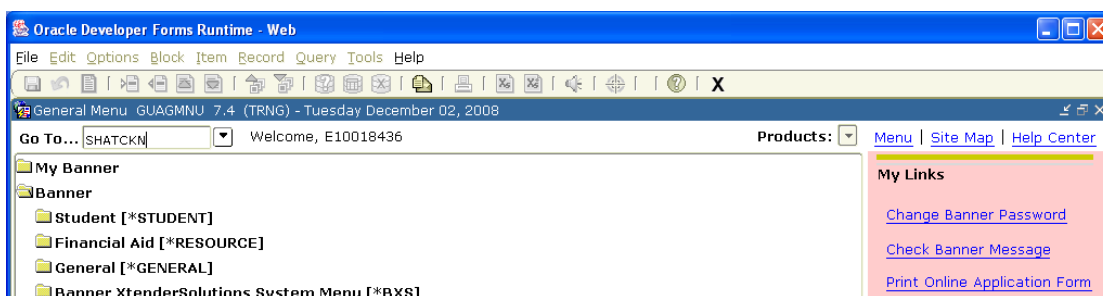 Oracle Developer Forms Runtime - Web
File Edit Options Block Item Record Query Tools Help
X
General Menu GUAGMNU 7.4 (TRNG) - Tuesday December 02, 2008
Go To... SHATCKN Welcome, E10018436 Products: Menu | Site Map | Help Center
My Banner
Banner
Student [*STUDENT]
Financial Aid [*RESOURCE]
General [*GENERAL]
Banner XtenderSolutions System Menu [*BXS]
My Links
Change Banner Password
Check Banner Message
Print Online Application Form